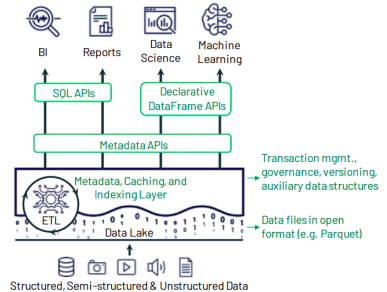 BI
Reports
Data
Science
Machine
Learning
SQL APIs
Declarative
DataFrame APIs
Metadata APIs
Metadata, Caching, and
Indexing Layer
ETL
Data Lake
Transaction mgmt.,
governance, versioning,
auxiliary data structures
Data files in open
format (e.g. Parquet)
Structured, Semi-structured & Unstructured Data